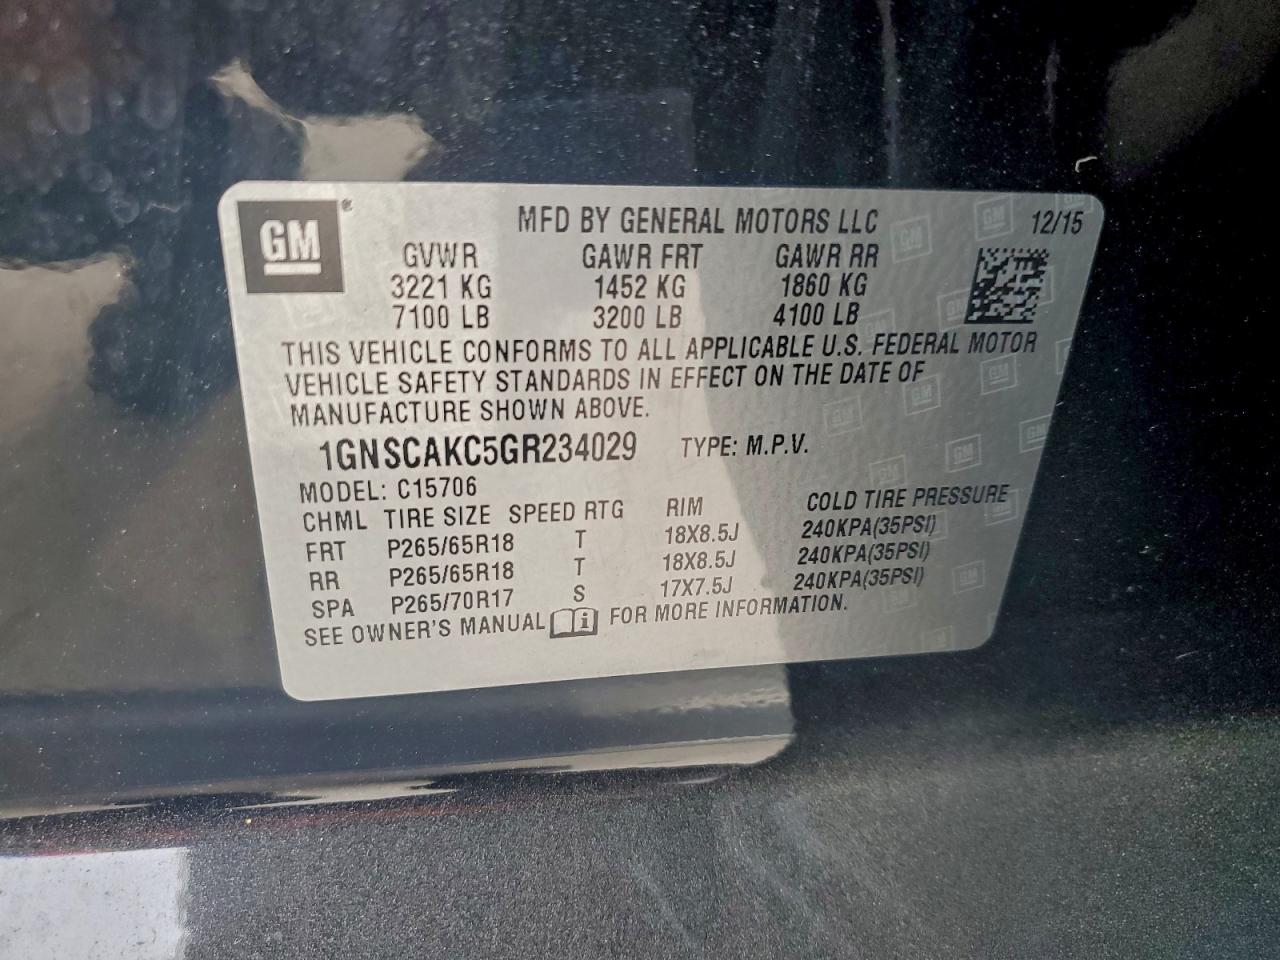 GM®
MFD BY GENERAL MOTORS LLC 12/15
GVWR GAWR FRT GAWR RR
3221 KG 1452 KG 1860 KG
7100 LB 3200 LB 4100 LB
THIS VEHICLE CONFORMS TO ALL APPLICABLE U.S. FEDERAL MOTOR
VEHICLE SAFETY STANDARDS IN EFFECT ON THE DATE OF
MANUFACTURE SHOWN ABOVE.
1GNSCAKC5GR234029 TYPE: M.P.V.
MODEL: C15706
CHML TIRE SIZE SPEED RTG RIM COLD TIRE PRESSURE
FRT P265/65R18 T 18X8.5J 240KPA(35PSI)
RR P265/65R18 T 18X8.5J 240KPA(35PSI)
SPA P265/70R17 S 17X7.5J 240KPA(35PSI)
SEE OWNER'S MANUAL FOR MORE INFORMATION.